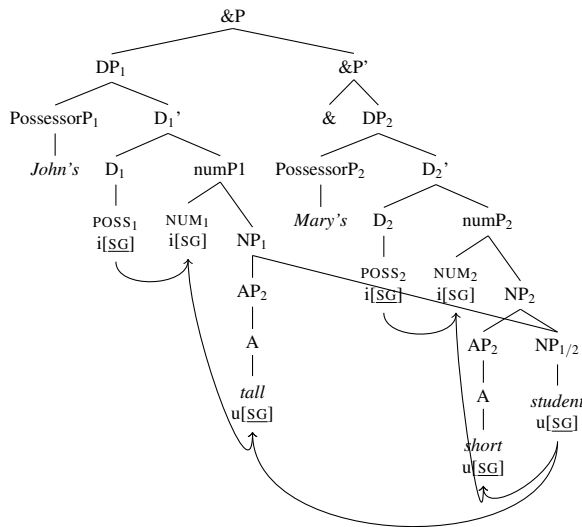 &P
DP₁ &P'
PossessorP₁ D₁' & DP₂
John's D₁ numP1 PossessorP₂ D₂'
POSS₁ NUM₁ NP₁ Mary's D₂ numP₂
i[SG] i[SG] POSS₂ NUM₂ NP₂
AP₂ i[SG] i[SG]
A AP₂ NP₁/₂
tall A student
u[SG] short u[SG]
u[SG]